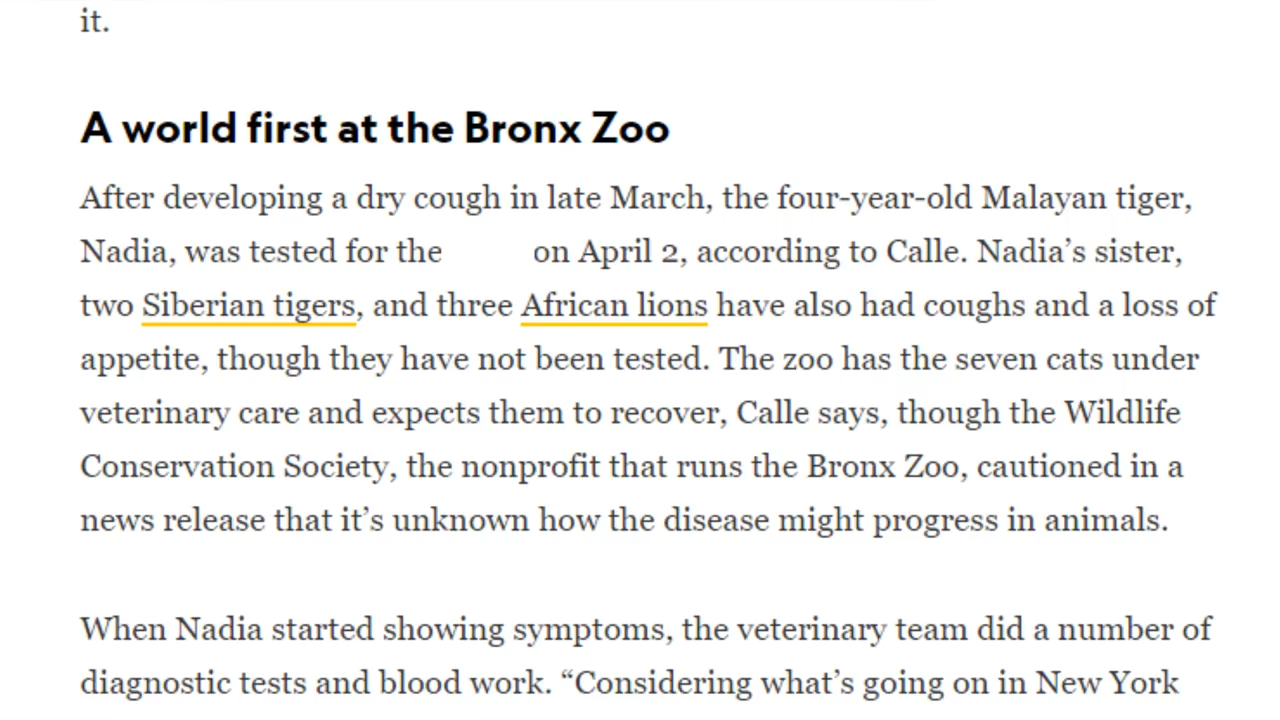 it.
A world first at the Bronx Zoo
After developing a dry cough in late March, the four-year-old Malayan tiger,
Nadia, was tested for the on April 2, according to Calle. Nadia’s sister,
two Siberian tigers, and three African lions have also had coughs and a loss of
appetite, though they have not been tested. The zoo has the seven cats under
veterinary care and expects them to recover, Calle says, though the Wildlife
Conservation Society, the nonprofit that runs the Bronx Zoo, cautioned in a
news release that it’s unknown how the disease might progress in animals.
When Nadia started showing symptoms, the veterinary team did a number of
diagnostic tests and blood work. “Considering what’s going on in New York